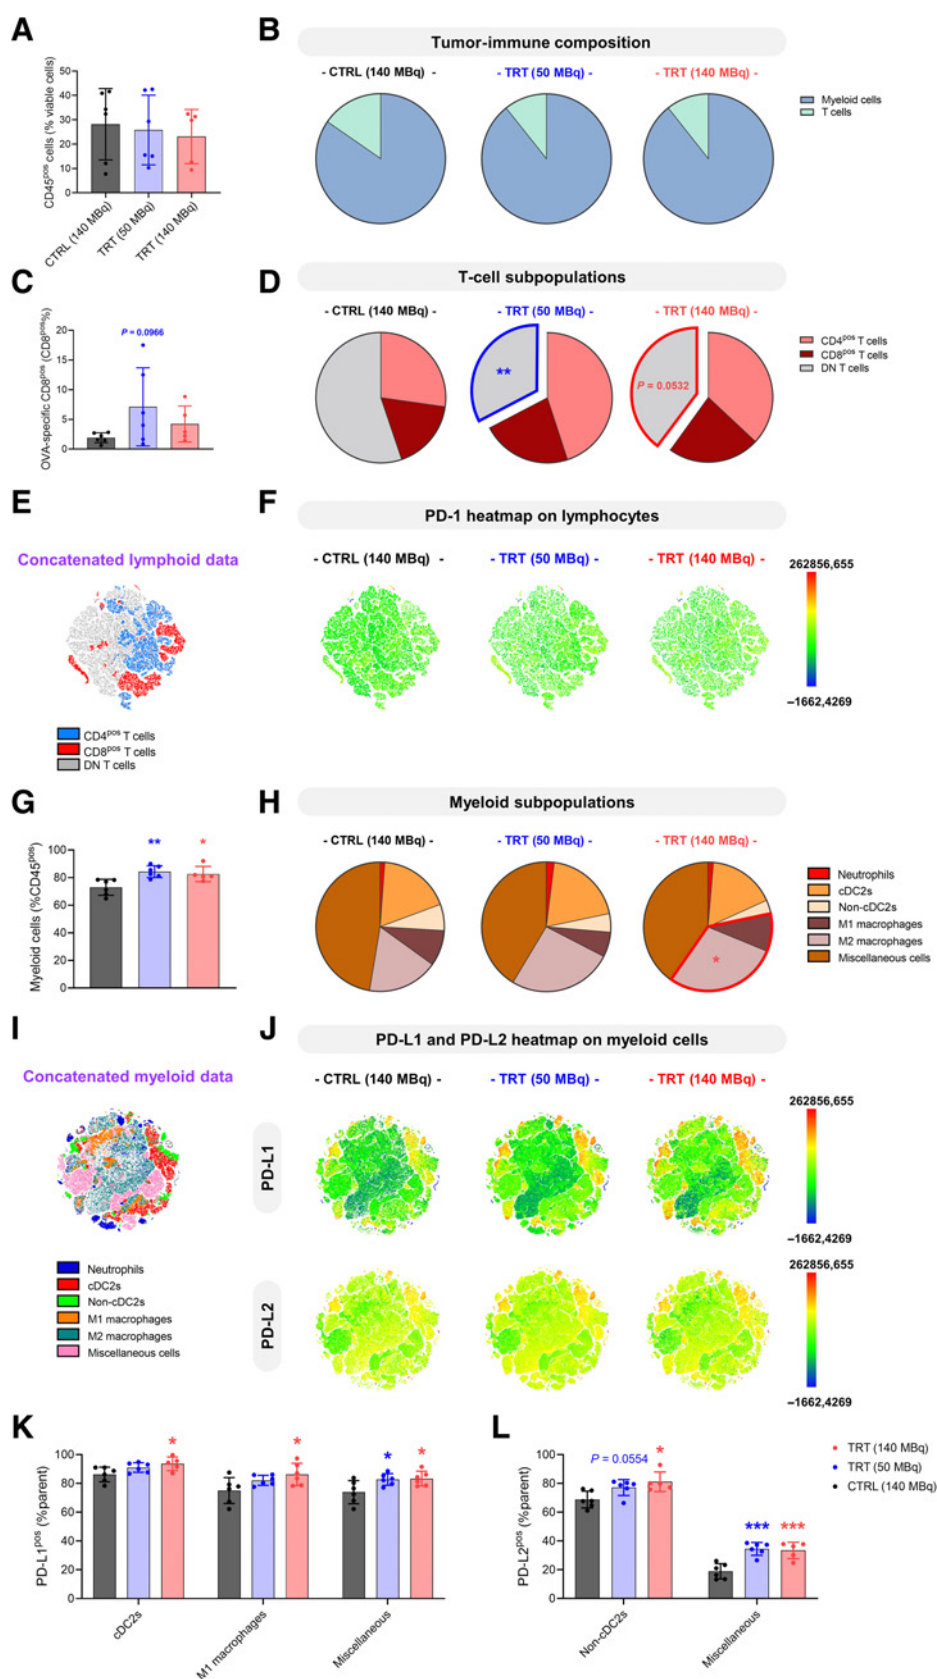 A
CD45pos cells (% viable cells)
50
40
30
20
10
0
CTRL (140 MBq)
TRT (50 MBq)
TRT (140 MBq)
B
Tumor-immune composition
- CTRL (140 MBq) -
- TRT (50 MBq) -
- TRT (140 MBq) -
Myeloid cells
T cells
C
OVA-specific CD8pos (CD8pos%)
20
15
10
5
0
P = 0.0966
D
T-cell subpopulations
- CTRL (140 MBq) -
- TRT (50 MBq) -
- TRT (140 MBq) -
**
P = 0.0532
CD4pos T cells
CD8pos T cells
DN T cells
E
Concatenated lymphoid data
CD4pos T cells
CD8pos T cells
DN T cells
F
PD-1 heatmap on lymphocytes
- CTRL (140 MBq) -
- TRT (50 MBq) -
- TRT (140 MBq) -
262856,655
–1662,4269
G
Myeloid cells (%CD45pos)
100
80
60
40
20
0
**
*
H
Myeloid subpopulations
- CTRL (140 MBq) -
- TRT (50 MBq) -
- TRT (140 MBq) -
*
Neutrophils
cDC2s
Non-cDC2s
M1 macrophages
M2 macrophages
Miscellaneous cells
I
Concatenated myeloid data
Neutrophils
cDC2s
Non-cDC2s
M1 macrophages
M2 macrophages
Miscellaneous cells
J
PD-L1 and PD-L2 heatmap on myeloid cells
- CTRL (140 MBq) -
- TRT (50 MBq) -
- TRT (140 MBq) -
PD-L1
262856,655
–1662,4269
PD-L2
262856,655
–1662,4269
K
PD-L1pos (%parent)
100
80
60
40
20
0
*
*
*
*
cDC2s
M1 macrophages
Miscellaneous
L
PD-L2pos (%parent)
100
80
60
40
20
0
P = 0.0554
*
***
***
Non-cDC2s
Miscellaneous
TRT (140 MBq)
TRT (50 MBq)
CTRL (140 MBq)